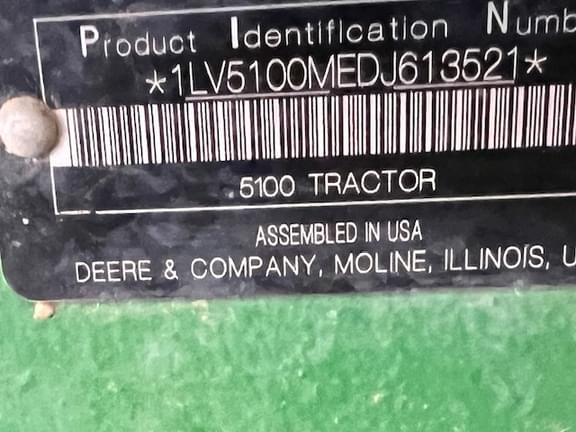 Product Identification Numb
*1LV5100MEDJ613521*
5100 TRACTOR
ASSEMBLED IN USA
DEERE & COMPANY, MOLINE, ILLINOIS, U